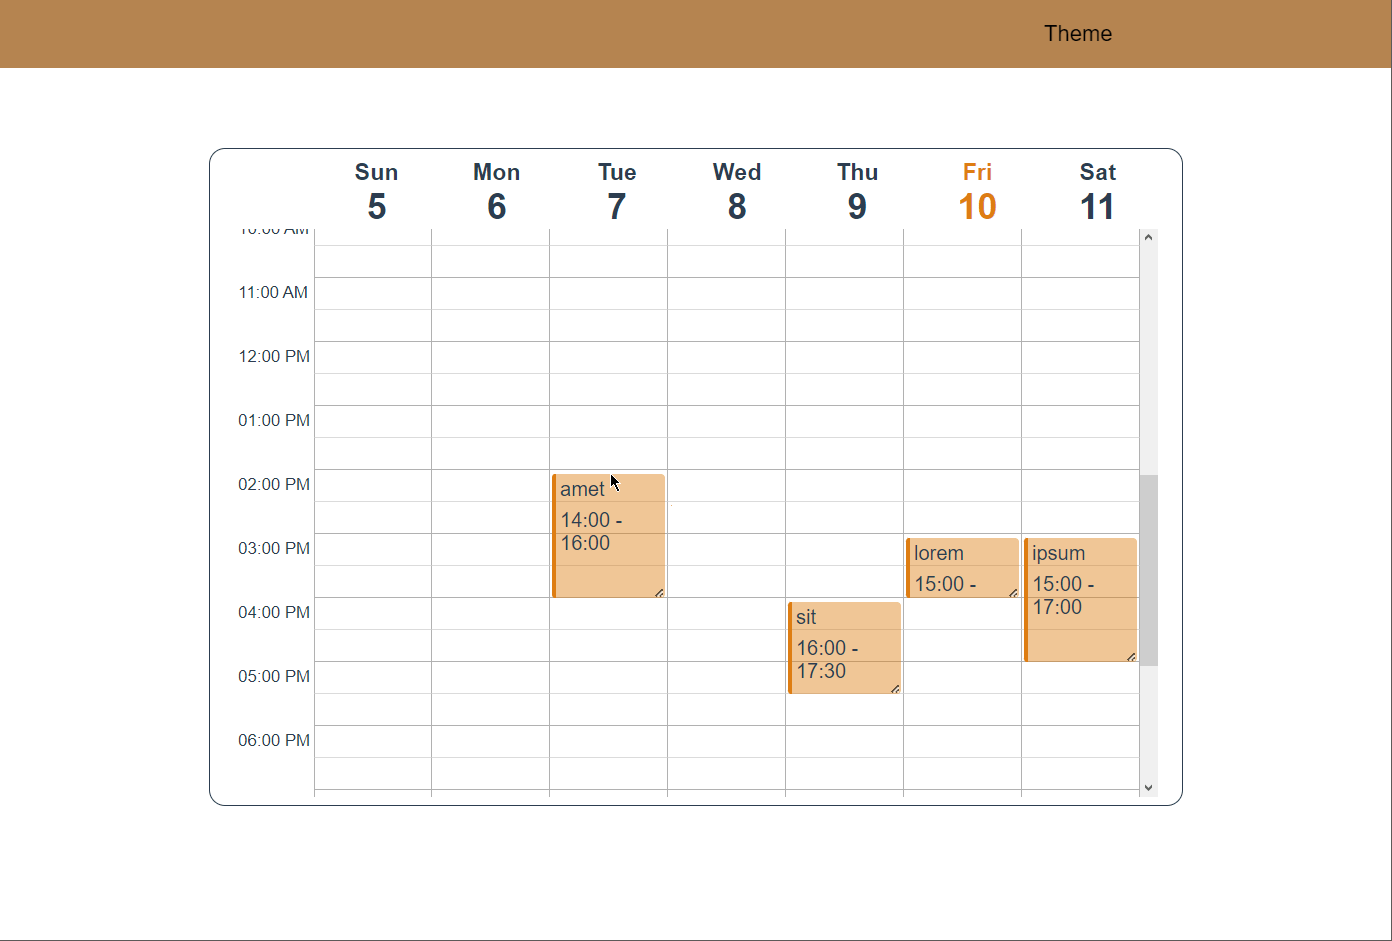 Theme
Sun Mon Tue Wed Thu Fri Sat
5 6 7 8 9 10 11
10:00 AM
11:00 AM
12:00 PM
01:00 PM
02:00 PM
amet
14:00 -
16:00
03:00 PM
lorem
15:00 -
ipsum
15:00 -
17:00
04:00 PM
sit
16:00 -
17:30
05:00 PM
06:00 PM